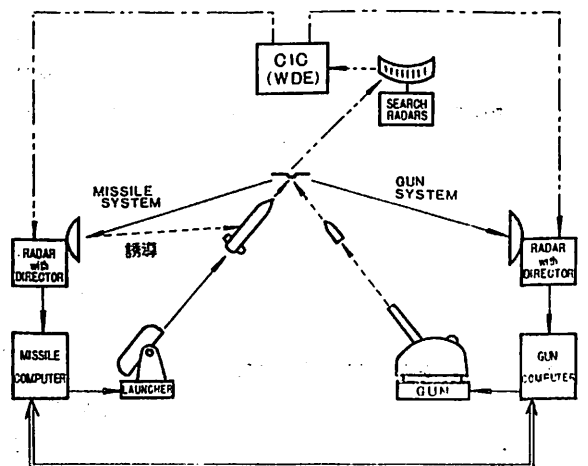 CIC
(WDE)
SEARCH
RADARS
MISSILE
SYSTEM
GUN
SYSTEM
誘導
RADAR
with
DIRECTOR
RADAR
with
DIRECTOR
MISSILE
COMPUTER
LAUNCHER
GUN
GUN
COMPUTER